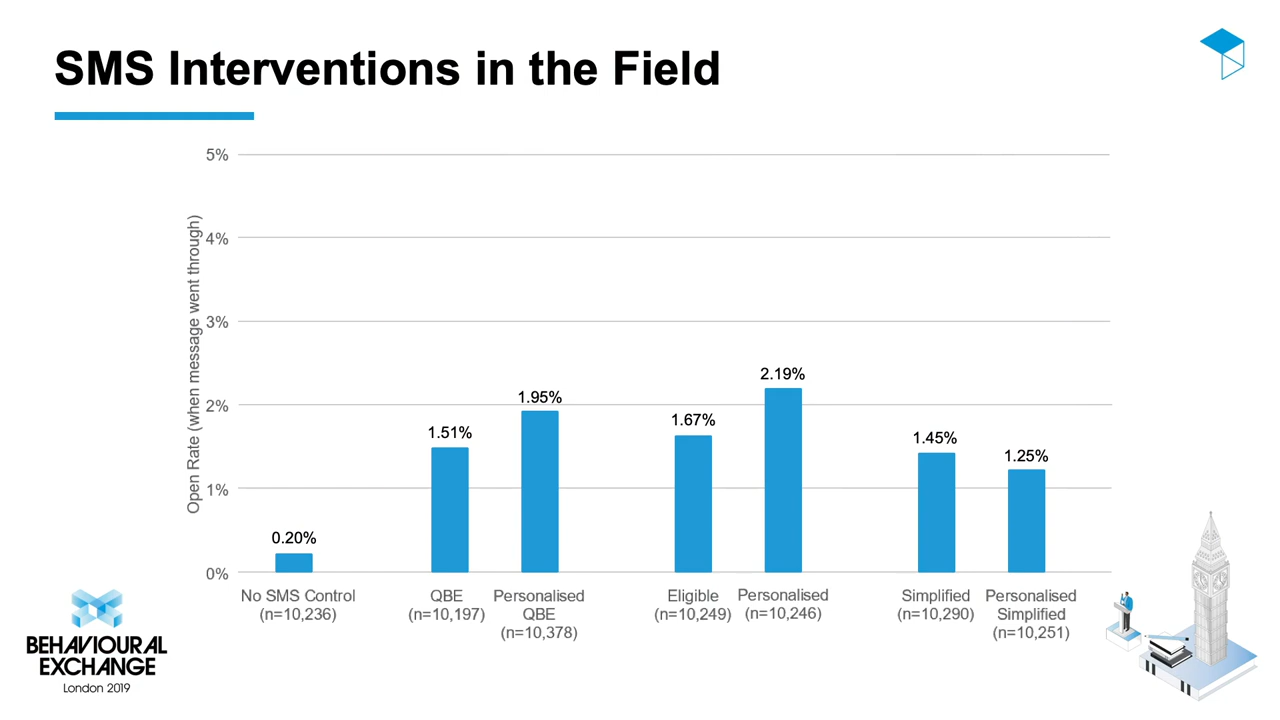 SMS Interventions in the Field
5%
4%
3%
2%
1%
0%
Open Rate (when message went through)
0.20%
1.51%
1.95%
1.67%
2.19%
1.45%
1.25%
No SMS Control
(n=10,236)
QBE
(n=10,197)
Personalised
QBE
(n=10,378)
Eligible
(n=10,249)
Personalised
(n=10,246)
Simplified
(n=10,290)
Personalised
Simplified
(n=10,251)
BEHAVIOURAL
EXCHANGE
London 2019